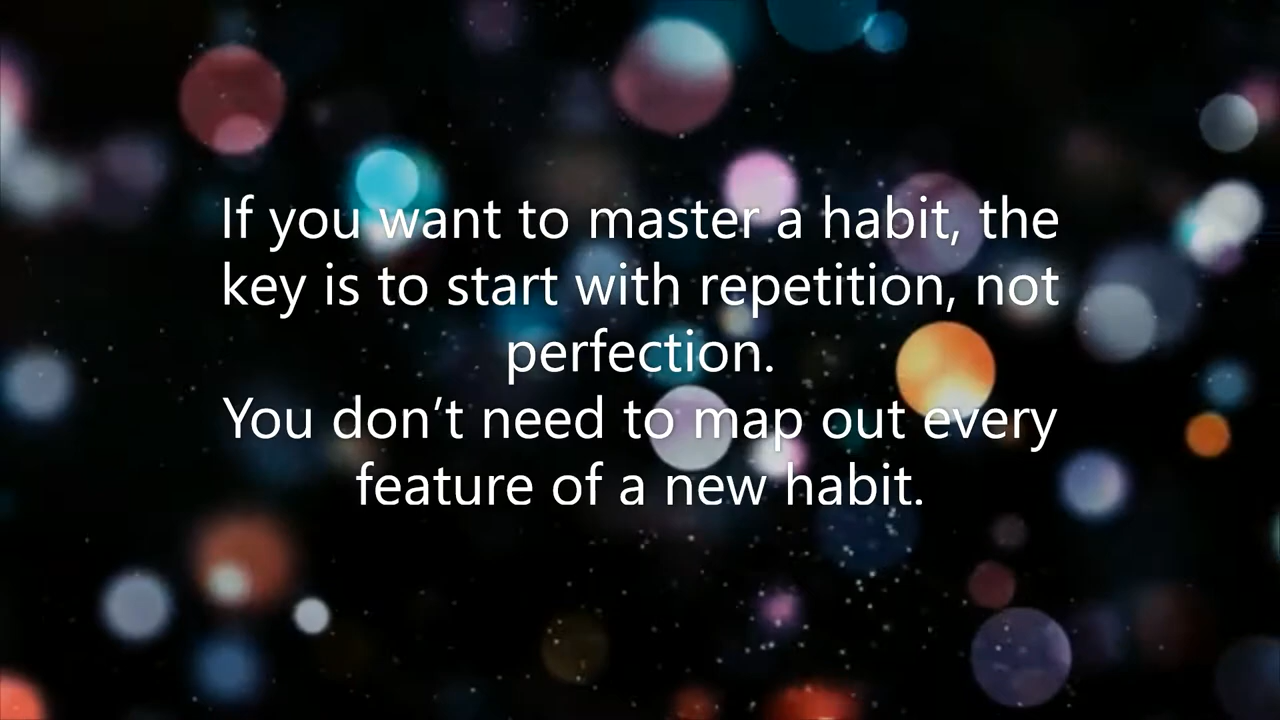 If you want to master a habit, the
key is to start with repetition, not
perfection.
You don’t need to map out every
feature of a new habit.